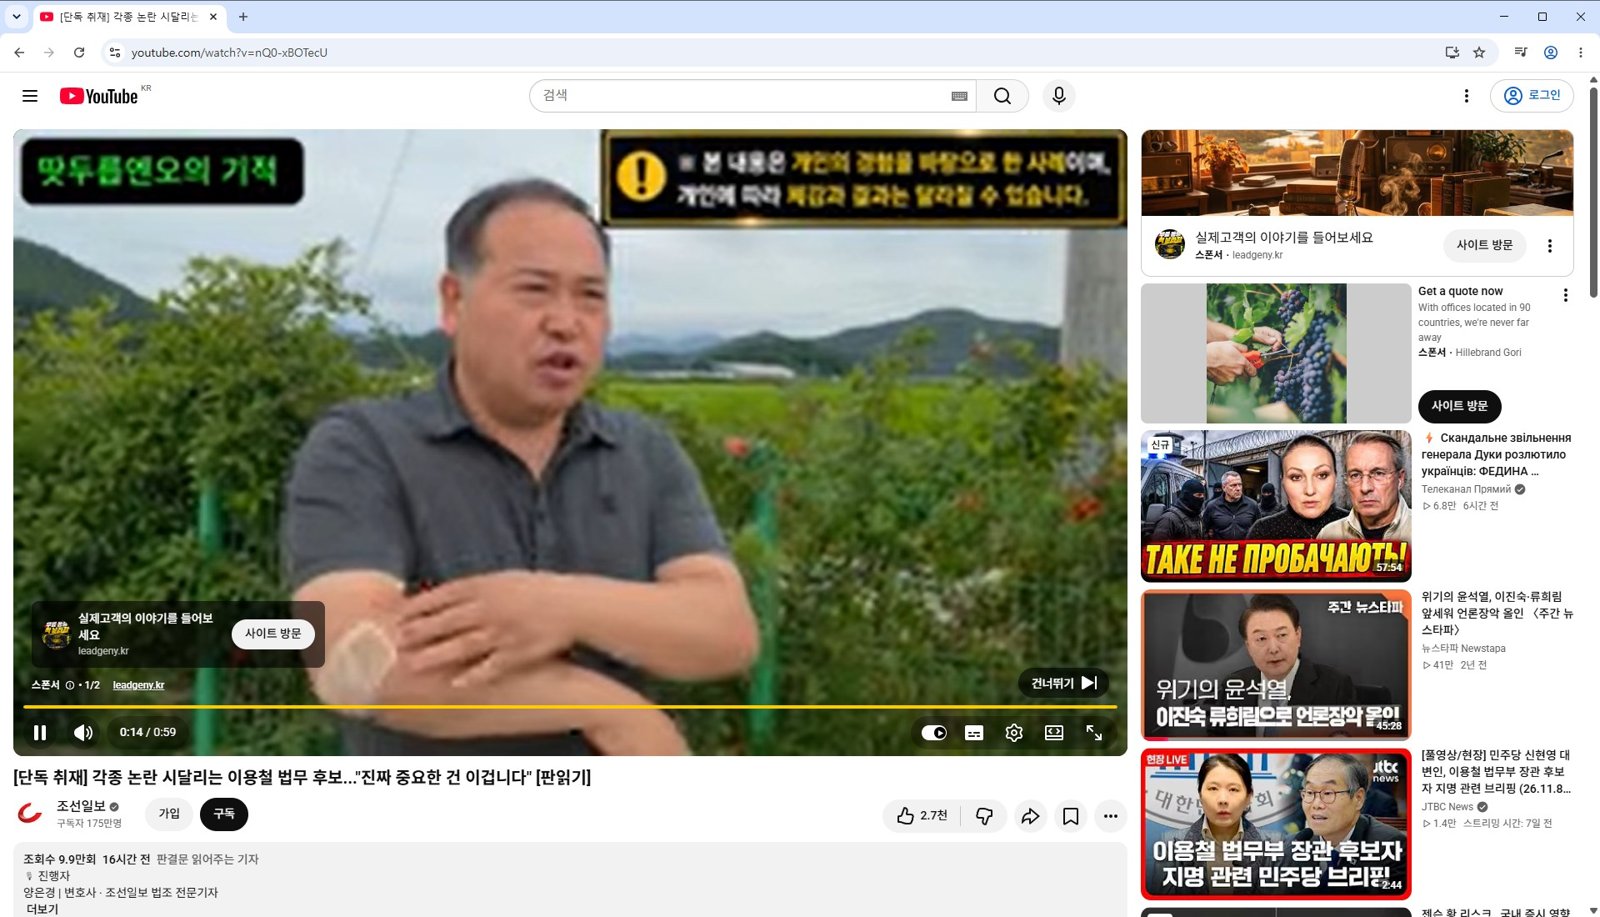 [단독 취재] 각종 논란 시달리는
youtube.com/watch?v=nQ0-xBOTecU
YouTube KR
검색
로그인
땃두릅엔오의 기적
※ 본 내용은 개인의 경험을 바탕으로 한 사례이며,
개인에 따라 체감과 결과는 달라질 수 있습니다.
실제고객의 이야기를 들어보
세요
leadgeny.kr
사이트 방문
스폰서 • 1/2 leadgeny.kr
건너뛰기
0:14 / 0:59
[단독 취재] 각종 논란 시달리는 이용철 법무 후보..."진짜 중요한 건 이겁니다" [판읽기]
조선일보
구독자 175만명
가입
구독
2.7천
조회수 9.9만회 16시간 전 판결문 읽어주는 기자
🎙 진행자
양은경 | 변호사 · 조선일보 법조 전문기자
더보기
실제고객의 이야기를 들어보세요
스폰서 · leadgeny.kr
사이트 방문
Get a quote now
With offices located in 90
countries, we're never far
away
스폰서 · Hillebrand Gori
사이트 방문
신규
ТАКЕ НЕ ПРОБАЧАЮТЬ!
57:54
⚡ Скандальне звільнення
генерала Дуки розлютило
українців: ФЕДИНА ...
Телеканал Прямий
6.8만 6시간 전
주간 뉴스타파
위기의 윤석열,
이진숙 류희림으로 언론장악 올인
45:28
위기의 윤석열, 이진숙·류희림
앞세워 언론장악 올인 〈주간 뉴
스타파〉
뉴스타파 Newstapa
41만 2년 전
현장 LIVE
jtbc
news
이용철 법무부 장관 후보자
지명 관련 민주당 브리핑
2:44
[풀영상/현장] 민주당 신현영 대
변인, 이용철 법무부 장관 후보
자 지명 관련 브리핑 (26.11.8...
JTBC News
1.4만 스트리밍 시간: 7일 전